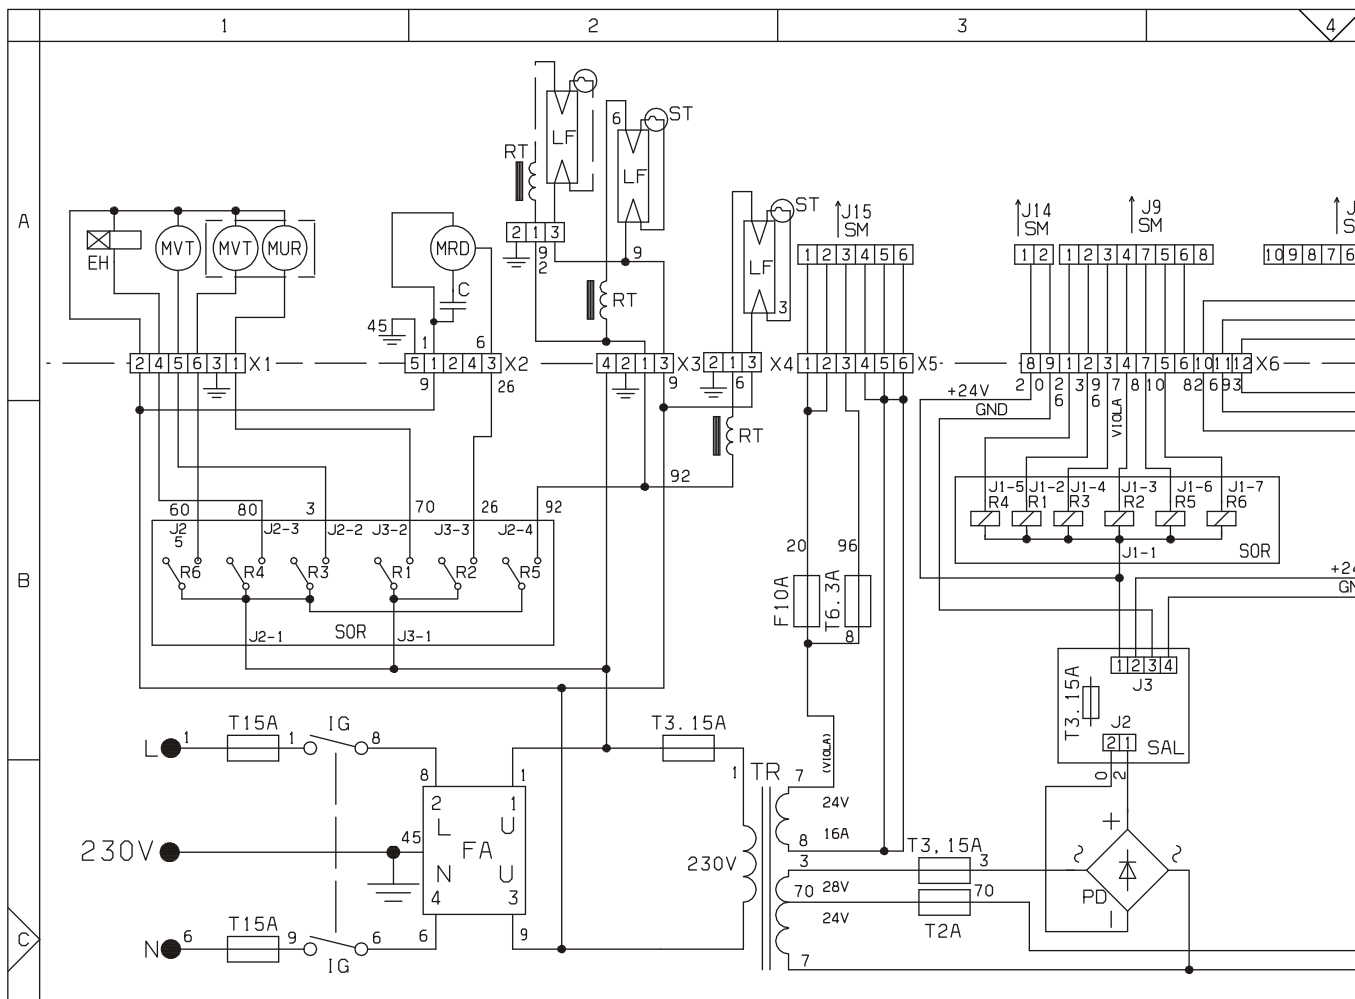 1 2 3 4
A
B
C
LF
6 ST
RT LF
2 1 3
9
2
9
RT
ST
LF
3
EH MVT MVT MUR
MRD
C
45
1 6
J15
SM
1 2 3 4 5 6
J14
SM
1 2
J9
SM
1 2 3 4 7 5 6 8
J
S
10 9 8 7 6
2 4 5 6 3 1 X1
5 1 2 4 3 X2
4 2 1 3 X3
2 1 3 X4
1 2 3 4 5 6 X5
8 9 1 2 3 4 7 5 6 10 11 12 X6
9 26 9 6
2 0 26 3 96 7 8 10 82 6 93
VIOLA
+24V
GND
RT
92
60 80 3 70 26 92
J2
5
J2-3 J2-2 J3-2 J3-3 J2-4
R6 R4 R3 R1 R2 R5
SOR
J2-1 J3-1
20 96
F10A T6.3A
8
J1-5 J1-2 J1-4 J1-3 J1-6 J1-7
R4 R1 R3 R2 R5 R6
J1-1 SOR
+24
GN
1 2 3 4
J3
T3.15A
J2
2 1 SAL
0 2
L 1 T15A 1 IG 8
T3.15A
1
TR
(VIOLA)
7
24V
16A
8
8 1
2 1
L U
FA
N U
4 3
6 9
45
230V
230V
T3,15A
3 3
70 28V 70
24V
T2A
7
+
~ ~
PD
–
N 6 T15A 9 IG 6